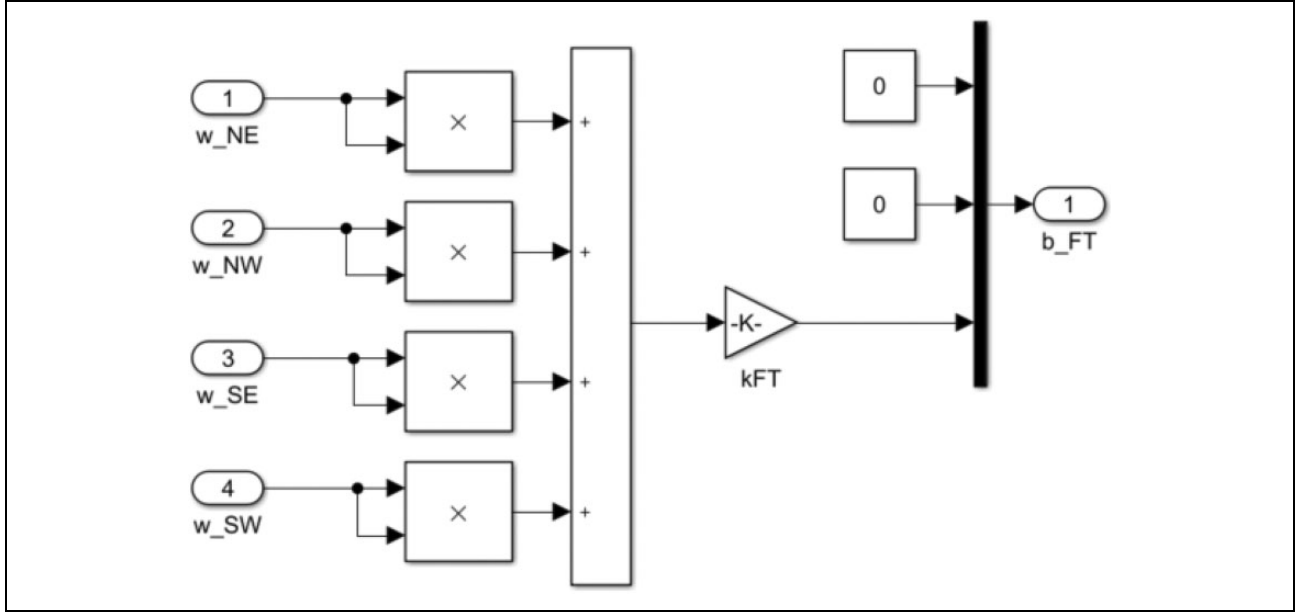 1
w_NE
×
+
2
w_NW
×
+
3
w_SE
×
+
4
w_SW
×
+
-K-
kFT
0
0
1
b_FT